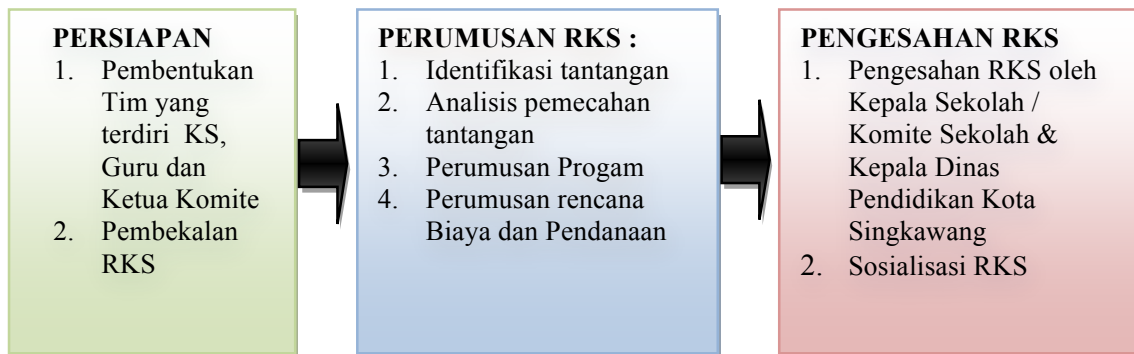 PERSIAPAN
1. Pembentukan
Tim yang
terdiri KS,
Guru dan
Ketua Komite
2. Pembekalan
RKS
PERUMUSAN RKS :
1. Identifikasi tantangan
2. Analisis pemecahan
tantangan
3. Perumusan Progam
4. Perumusan rencana
Biaya dan Pendanaan
PENGESAHAN RKS
1. Pengesahan RKS oleh
Kepala Sekolah /
Komite Sekolah &
Kepala Dinas
Pendidikan Kota
Singkawang
2. Sosialisasi RKS